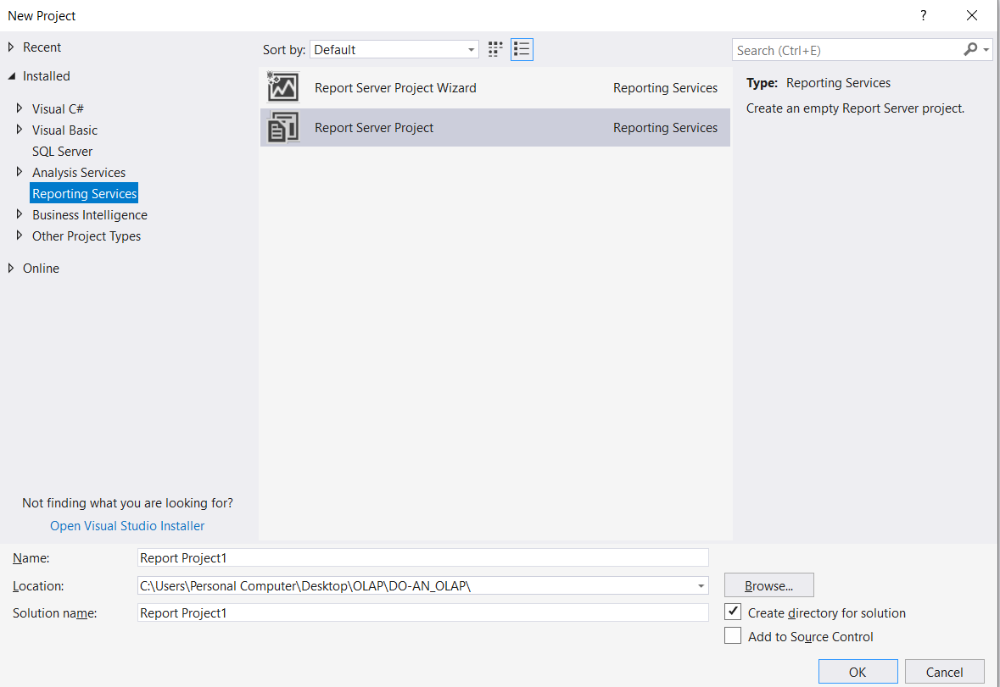 New Project
?
Recent
Installed
Visual C#
Visual Basic
SQL Server
Analysis Services
Reporting Services
Business Intelligence
Other Project Types
Online
Not finding what you are looking for?
Open Visual Studio Installer
Sort by: Default
Report Server Project Wizard Reporting Services
Report Server Project Reporting Services
Search (Ctrl+E)
Type: Reporting Services
Create an empty Report Server project.
Name: Report Project1
Location: C:\Users\Personal Computer\Desktop\OLAP\DO-AN_OLAP\ Browse...
Solution name: Report Project1
Create directory for solution
Add to Source Control
OK Cancel